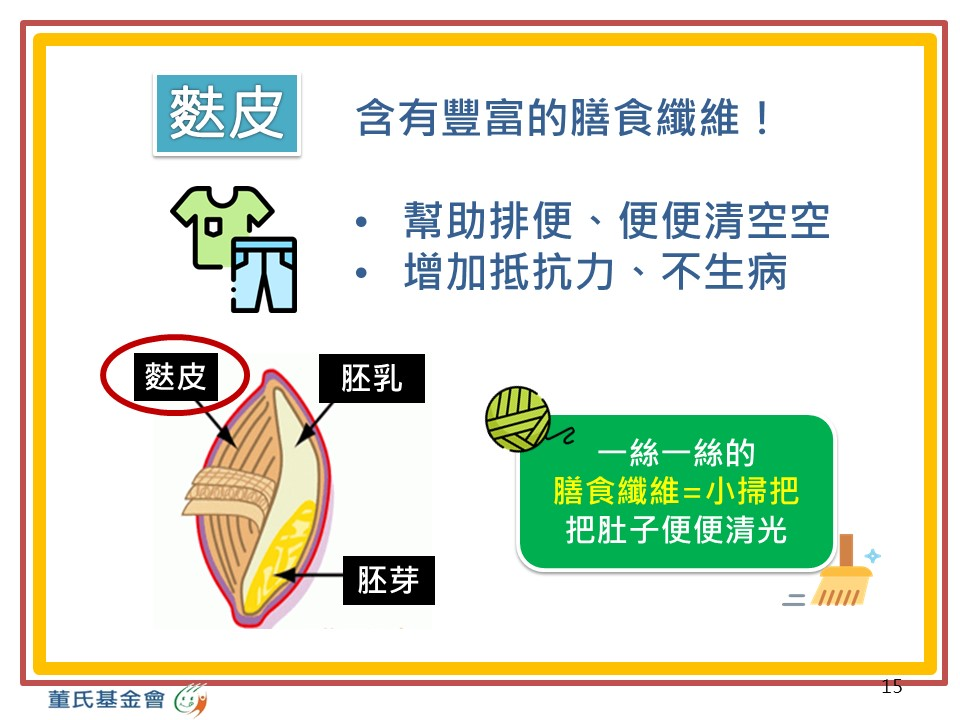 麩皮
含有豐富的膳食纖維！
• 幫助排便、便便清空空
• 增加抵抗力、不生病
麩皮
胚乳
胚芽
一絲一絲的
膳食纖維=小掃把
把肚子便便清光
董氏基金會
15